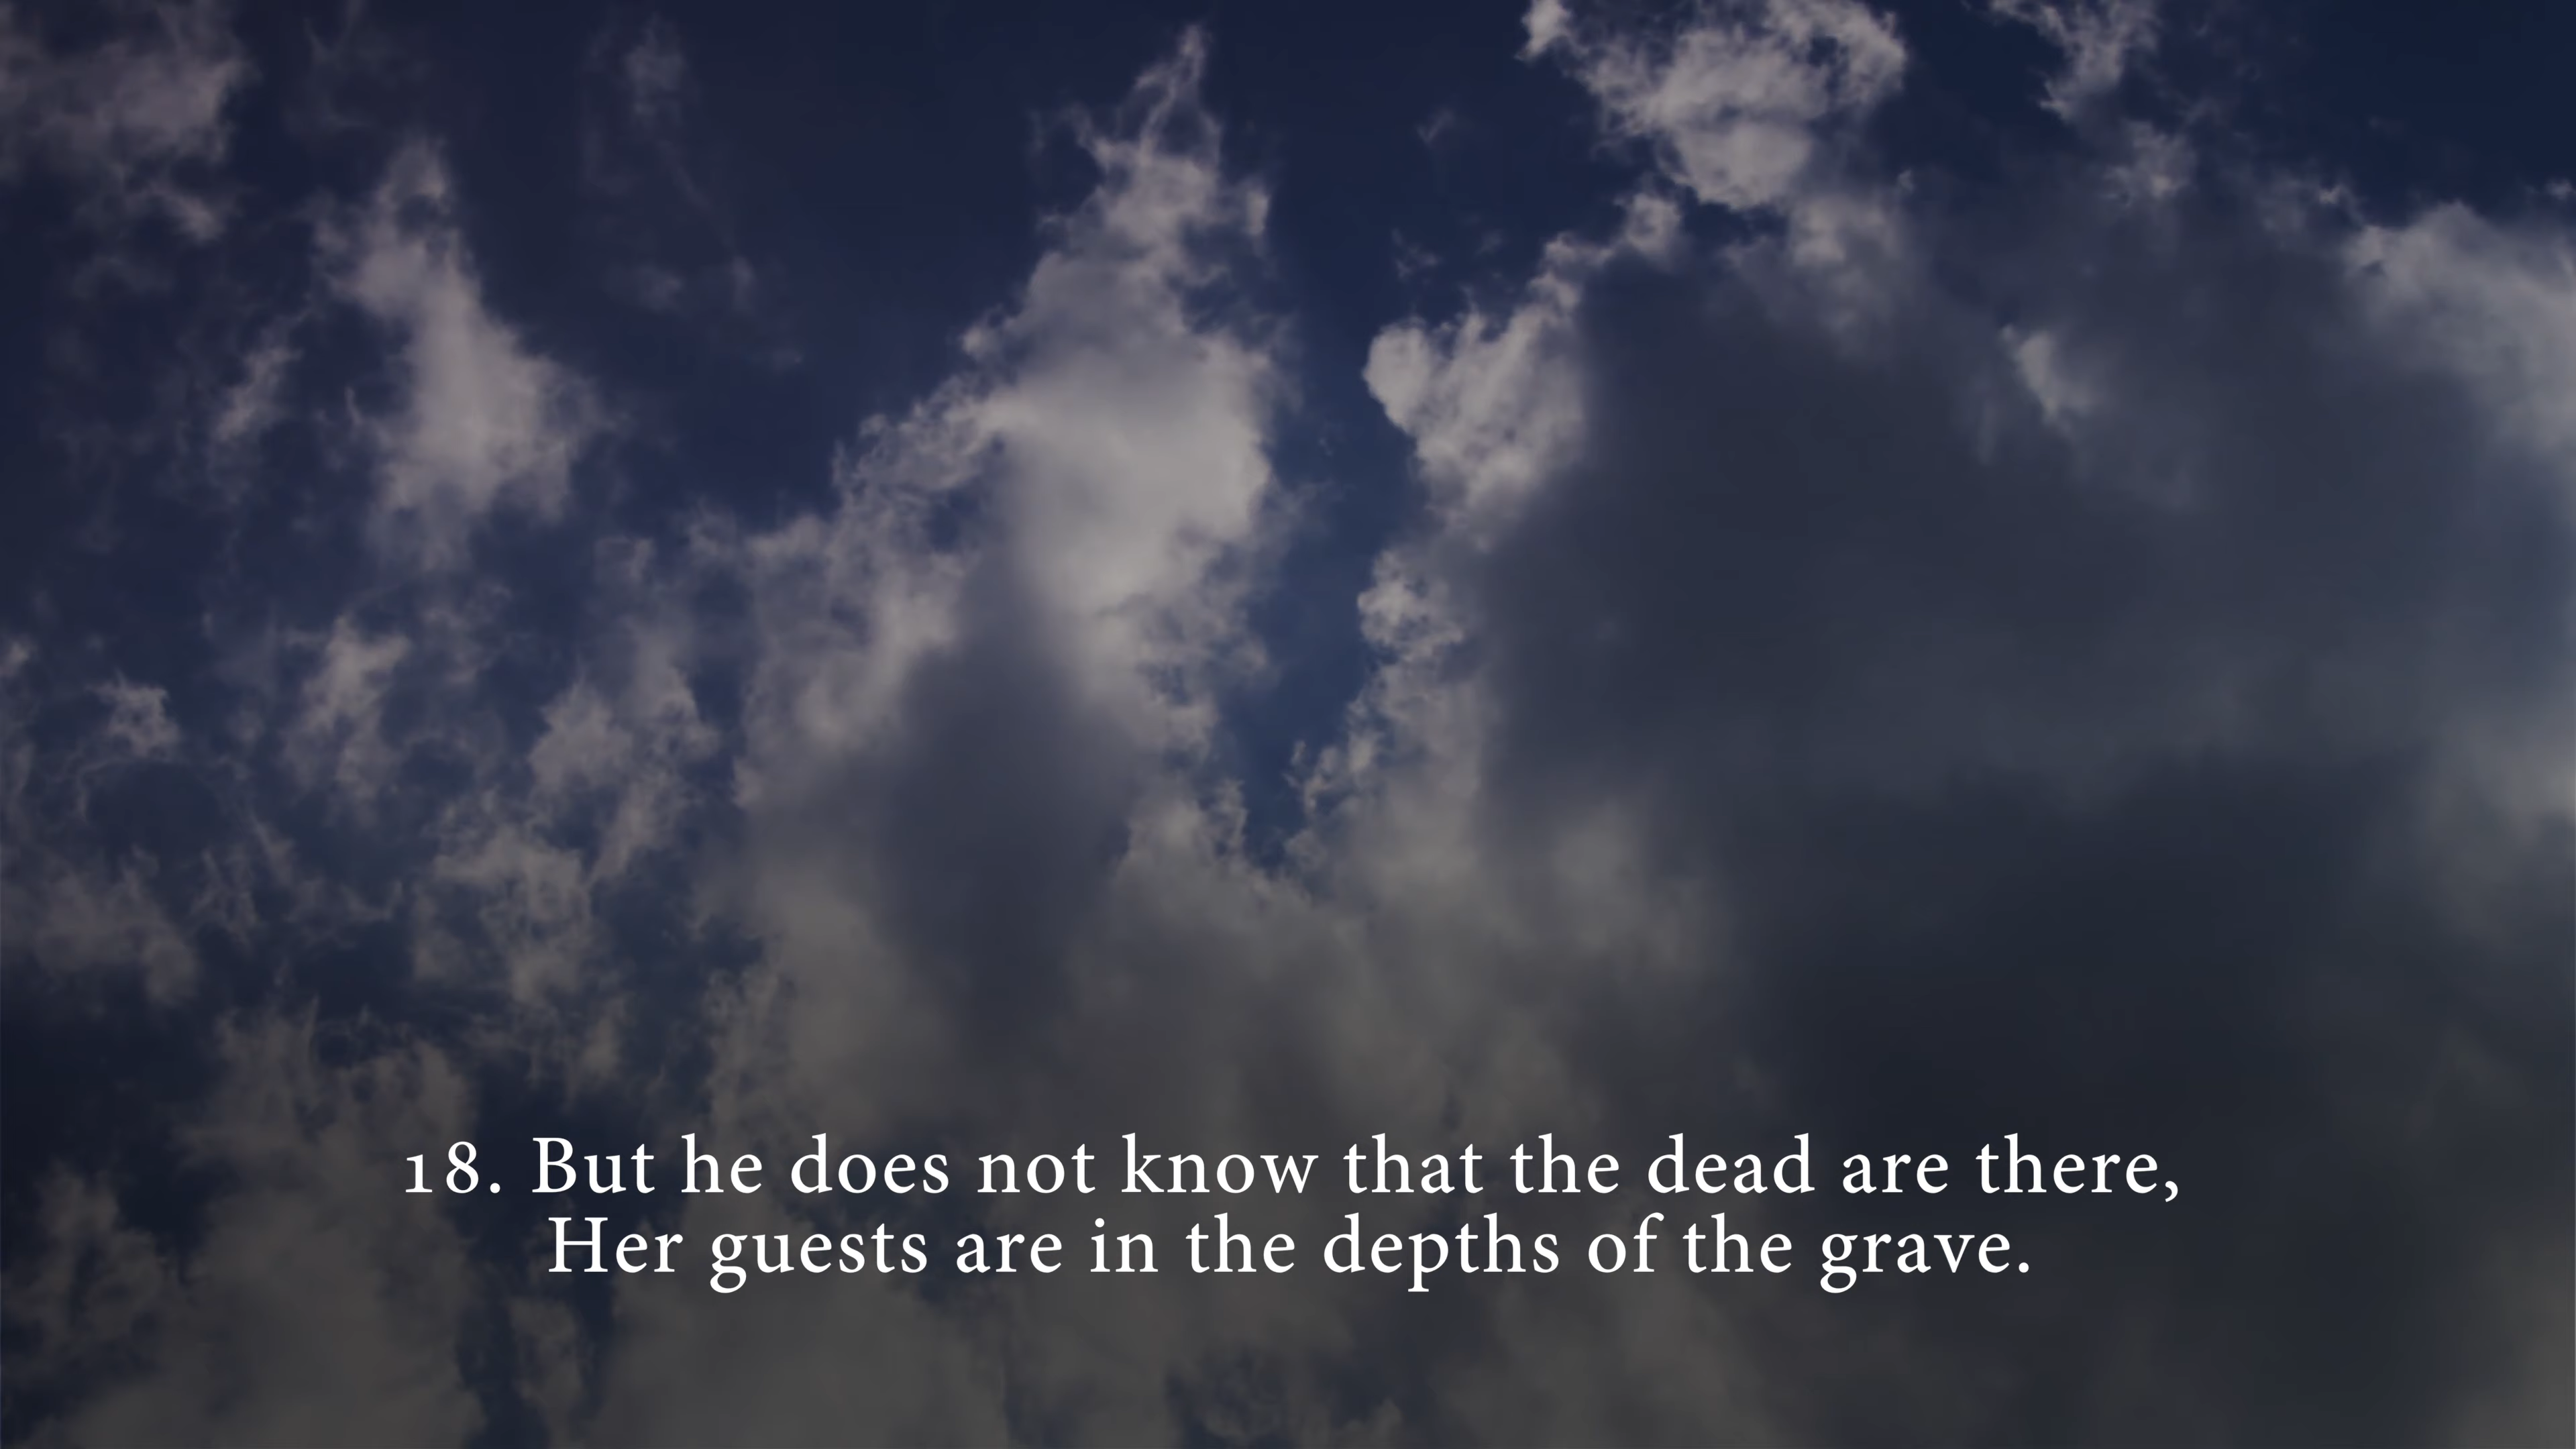 18. But he does not know that the dead are there,
Her guests are in the depths of the grave.